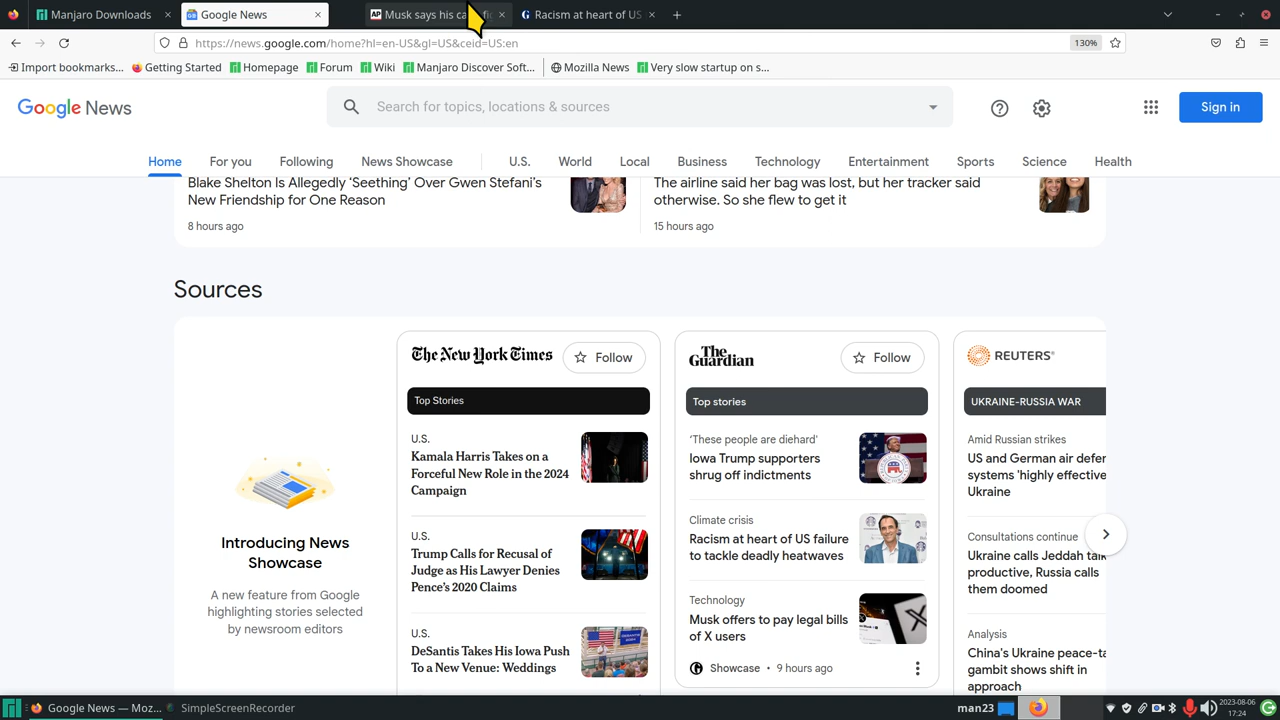 Manjaro Downloads
Google News
Musk says his ca
Racism at heart of US
https://news.google.com/home?hl=en-US&gl=US&ceid=US:en
130%
Import bookmarks...
Getting Started
Homepage
Forum
Wiki
Manjaro Discover Soft...
Mozilla News
Very slow startup on s...
Google News
Search for topics, locations & sources
Sign in
Home
For you
Following
News Showcase
U.S.
World
Local
Business
Technology
Entertainment
Sports
Science
Health
Blake Shelton Is Allegedly ‘Seething’ Over Gwen Stefani’s
New Friendship for One Reason
8 hours ago
The airline said her bag was lost, but her tracker said
otherwise. So she flew to get it
15 hours ago
Sources
Introducing News
Showcase
A new feature from Google
highlighting stories selected
by newsroom editors
The New York Times
Follow
Top Stories
U.S.
Kamala Harris Takes on a
Forceful New Role in the 2024
Campaign
U.S.
Trump Calls for Recusal of
Judge as His Lawyer Denies
Pence’s 2020 Claims
U.S.
DeSantis Takes His Iowa Push
To a New Venue: Weddings
The Guardian
Follow
Top stories
‘These people are diehard’
Iowa Trump supporters
shrug off indictments
Climate crisis
Racism at heart of US failure
to tackle deadly heatwaves
Technology
Musk offers to pay legal bills
of X users
Showcase • 9 hours ago
REUTERS
UKRAINE-RUSSIA WAR
Amid Russian strikes
US and German air defen
systems 'highly effective
Ukraine
Consultations continue
Ukraine calls Jeddah talk
productive, Russia calls
them doomed
Analysis
China's Ukraine peace-ta
gambit shows shift in
approach
Google News — Moz...
SimpleScreenRecorder
man23
2023-08-06
17:24